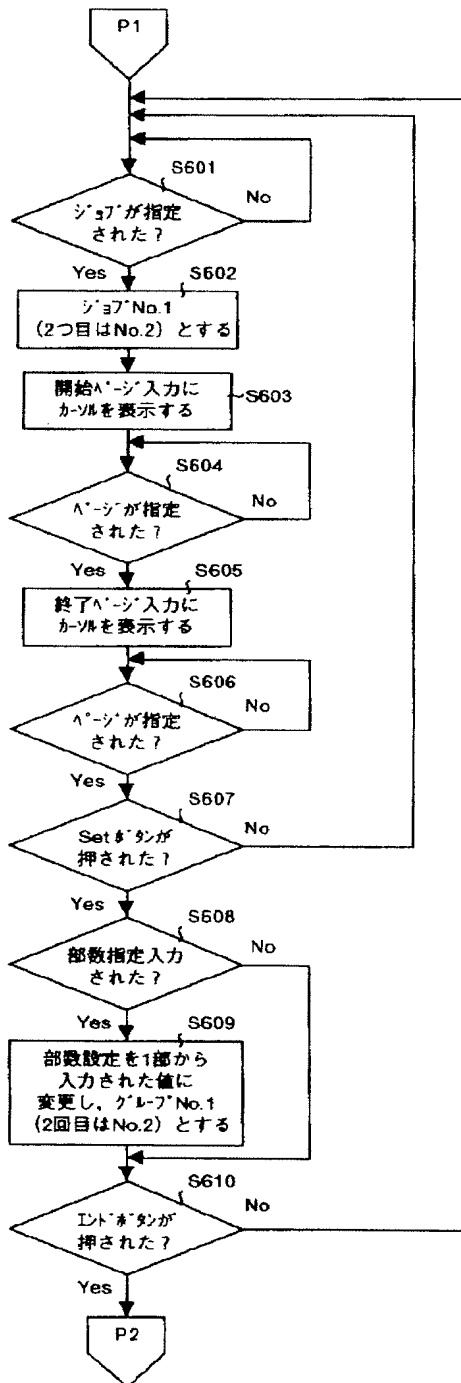 P1
S601
ジョブが指定
された？
No
Yes
S602
ジョブNo.1
（2つ目はNo.2）とする
開始ページ入力に
カーソルを表示する
S603
S604
ページが指定
された？
No
Yes
S605
終了ページ入力に
カーソルを表示する
S606
ページが指定
された？
No
Yes
S607
Setボタンが
押された？
No
Yes
S608
部数指定入力
された？
No
Yes
S609
部数設定を1部から
入力された値に
変更し，グループNo.1
（2回目はNo.2）とする
S610
エンドボタンが
押された？
No
Yes
P2